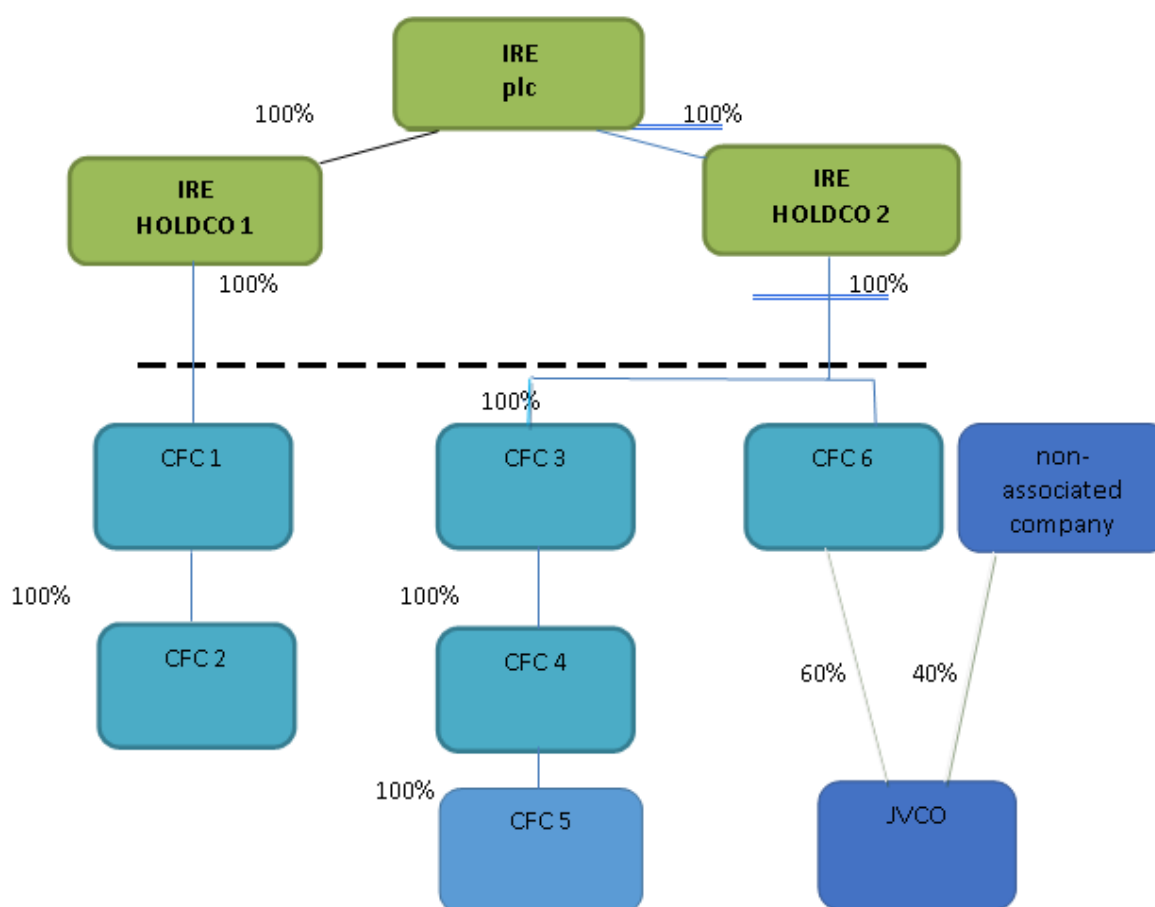 IRE
plc
100%
100%
IRE
HOLDCO 1
IRE
HOLDCO 2
100%
100%
100%
CFC 1
CFC 3
CFC 6
non-
associated
company
100%
100%
CFC 2
CFC 4
60%
40%
100%
CFC 5
JVCO